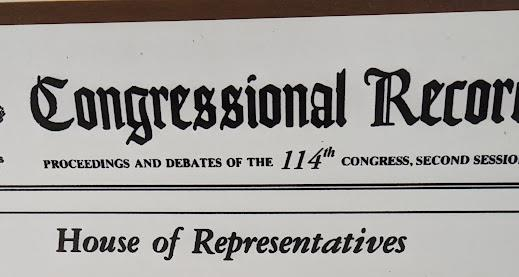 Congressional Recor
PROCEEDINGS AND DEBATES OF THE 114th CONGRESS, SECOND SESSIO
House of Representatives